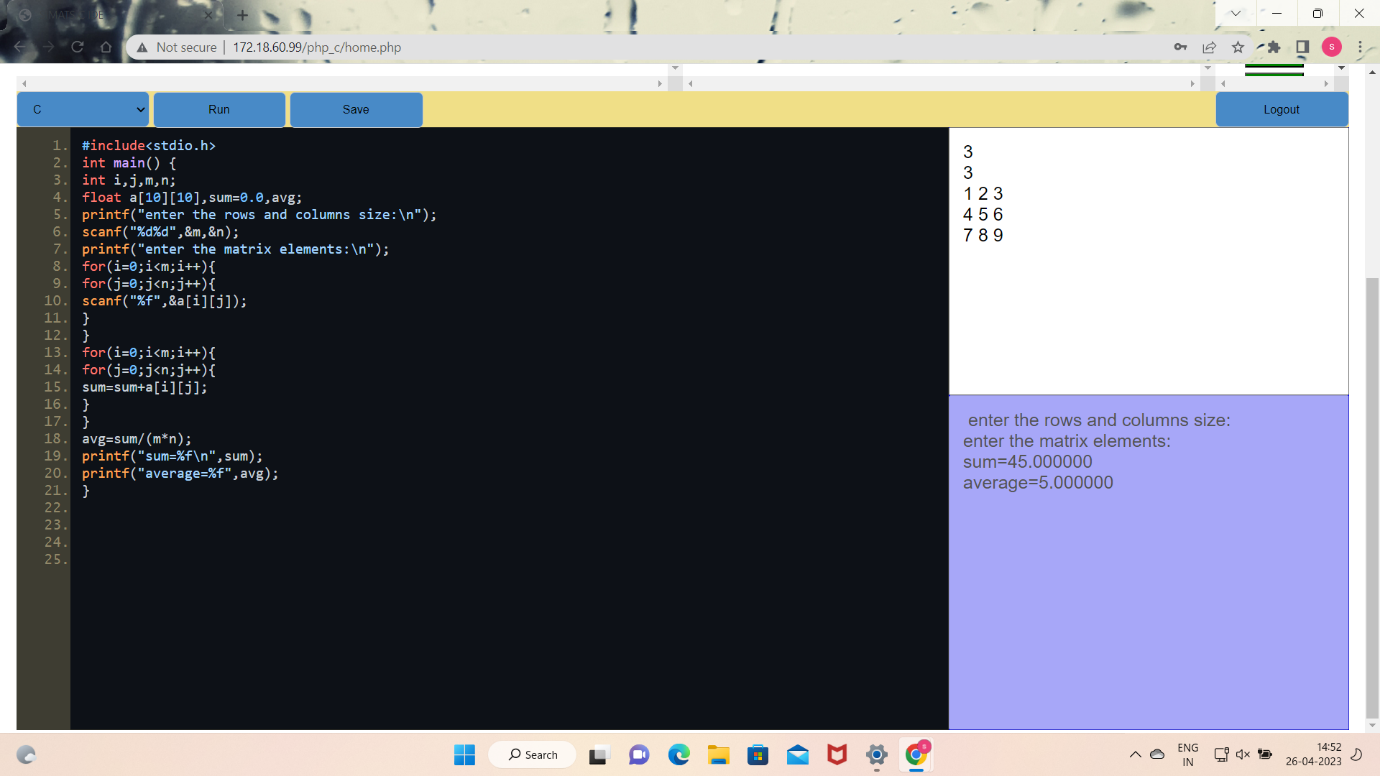 Not secure | 172.18.60.99/php_c/home.php
S
C Run Save Logout
1. #include<stdio.h>
2. int main() {
3. int i,j,m,n;
4. float a[10][10],sum=0.0,avg;
5. printf("enter the rows and columns size:\n");
6. scanf("%d%d",&m,&n);
7. printf("enter the matrix elements:\n");
8. for(i=0;i<m;i++){
9. for(j=0;j<n;j++){
10. scanf("%f",&a[i][j]);
11. }
12. }
13. for(i=0;i<m;i++){
14. for(j=0;j<n;j++){
15. sum=sum+a[i][j];
16. }
17. }
18. avg=sum/(m*n);
19. printf("sum=%f\n",sum);
20. printf("average=%f",avg);
21. }
22.
23.
24.
25.
3
3
1 2 3
4 5 6
7 8 9
enter the rows and columns size:
enter the matrix elements:
sum=45.000000
average=5.000000
Search
S
ENG
IN
14:52
26-04-2023